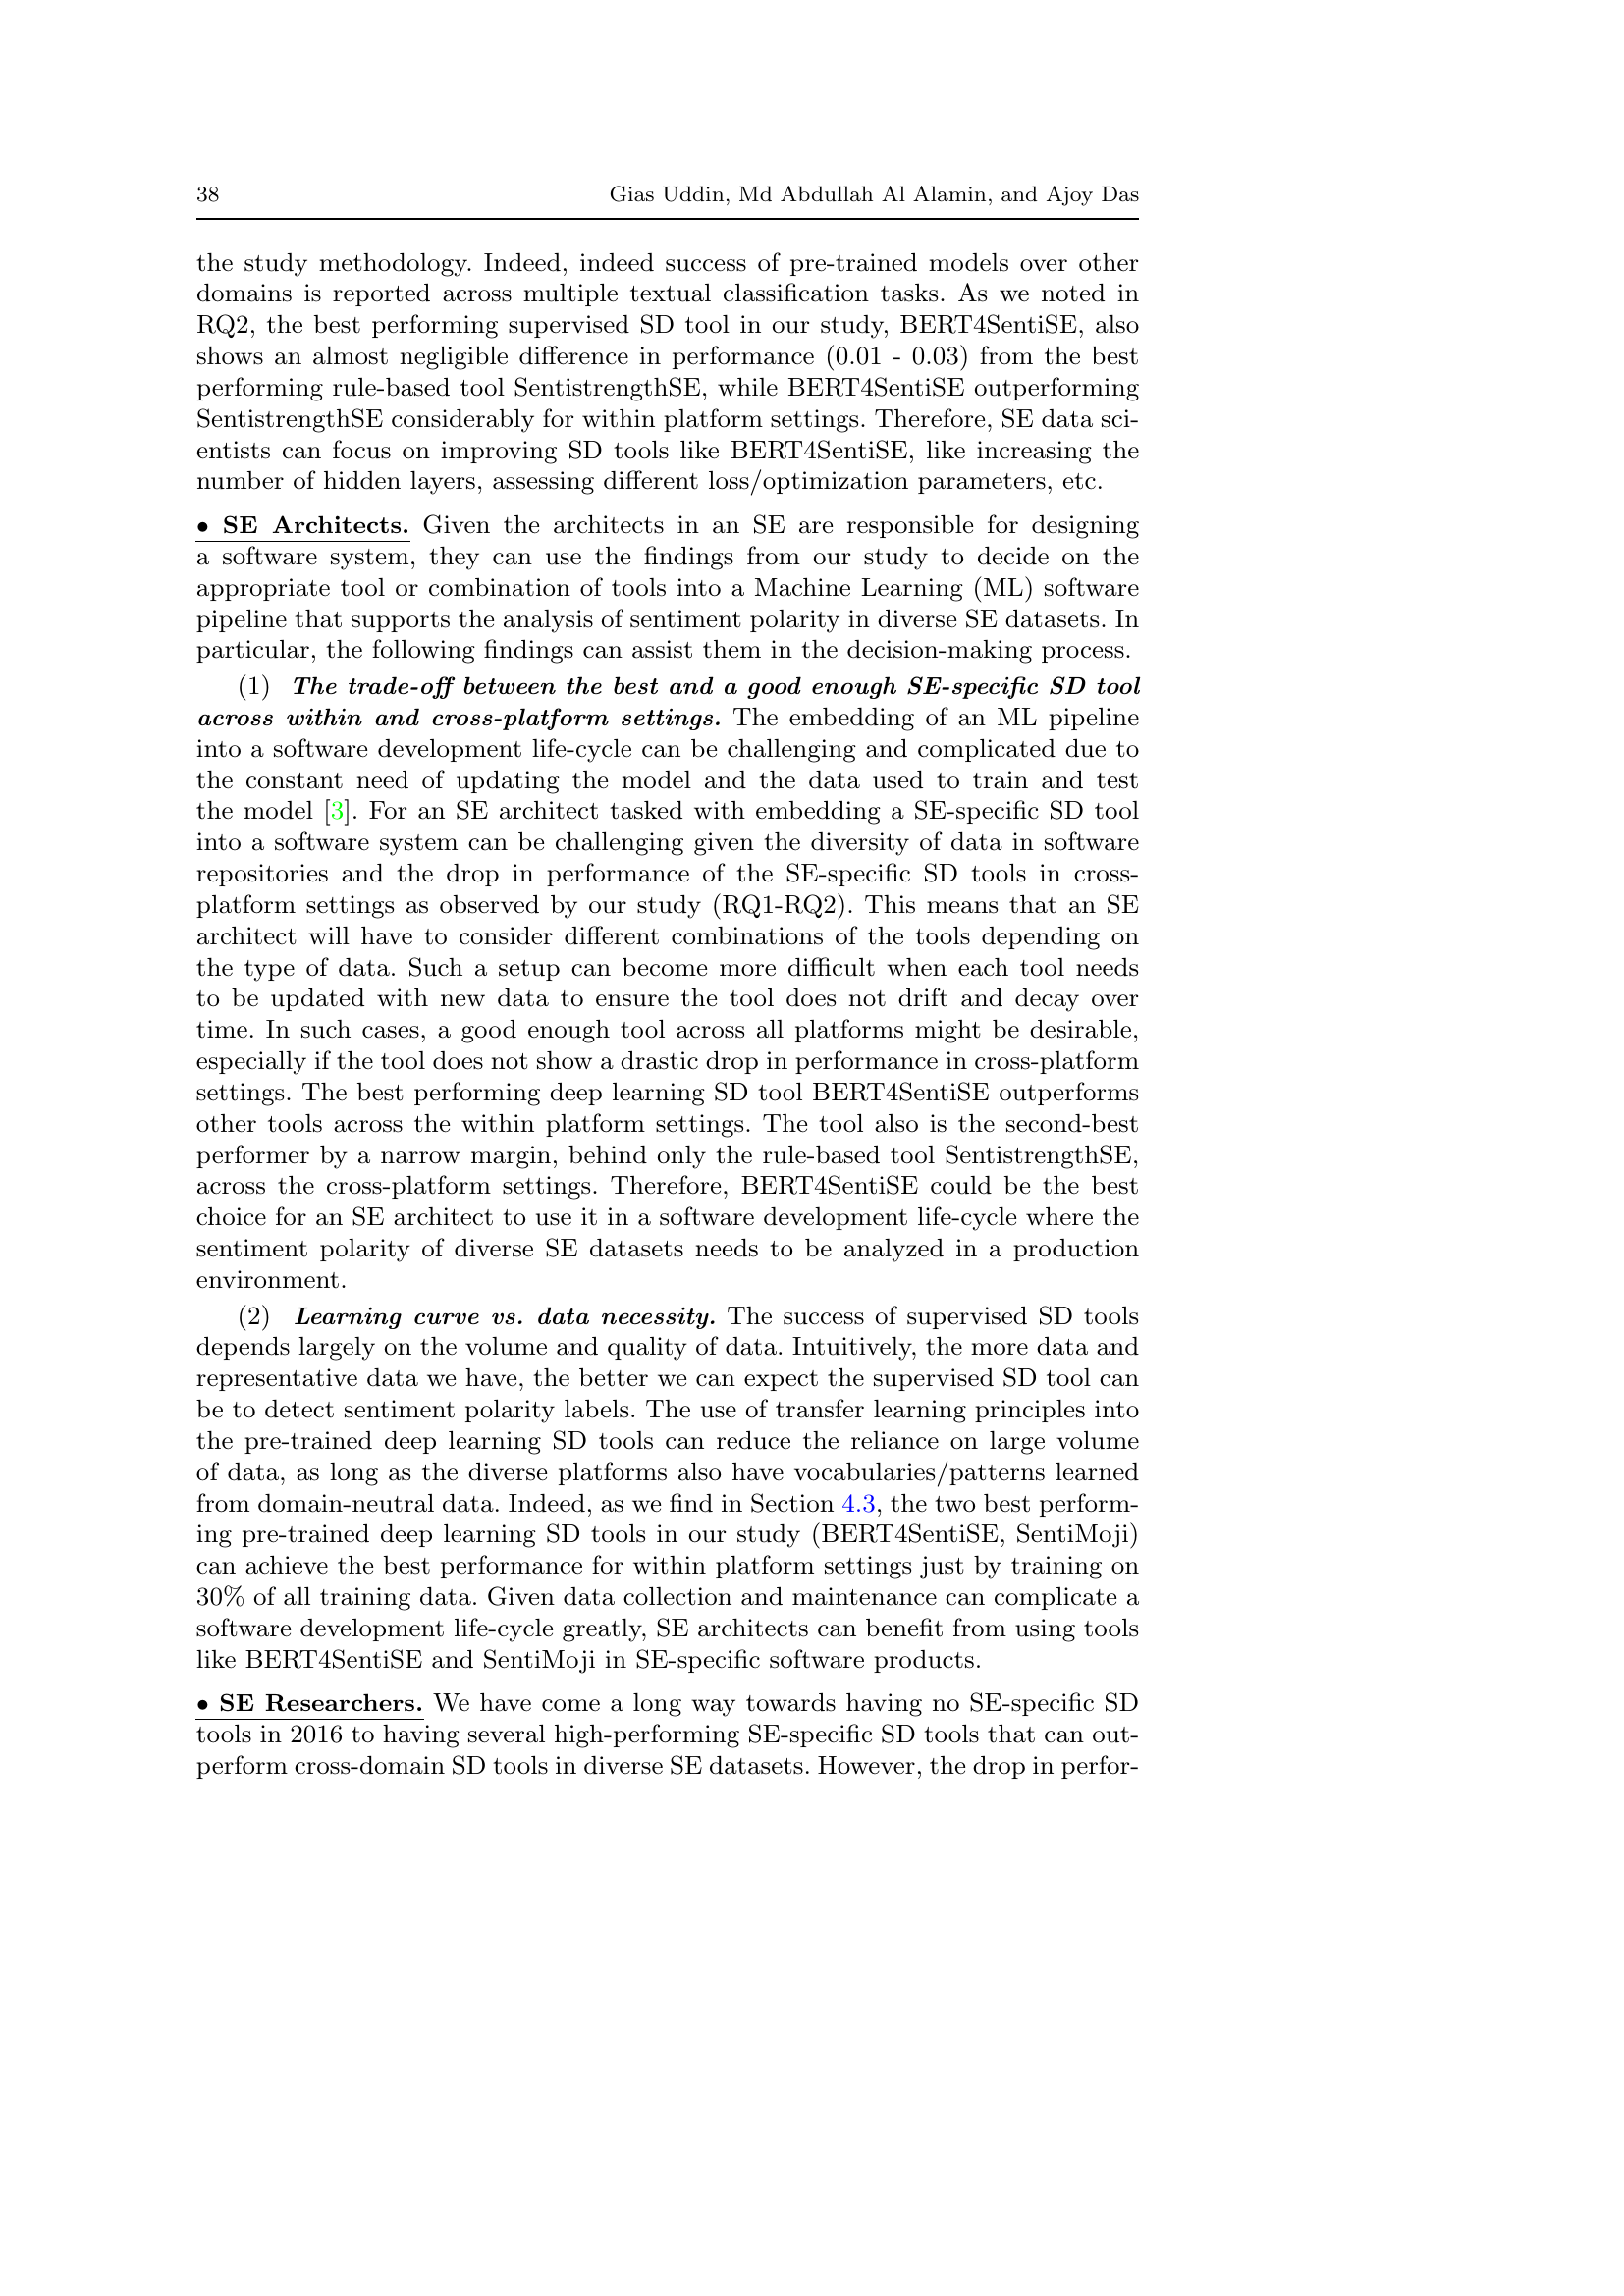 38
Gias Uddin, Md Abdullah Al Alamin, and Ajoy Das
the study methodology. Indeed, indeed success of pre-trained models over other
domains is reported across multiple textual classification tasks. As we noted in
RQ2, the best performing supervised SD tool in our study, BERT4SentiSE, also
shows an almost negligible difference in performance (0.01 - 0.03) from the best
performing rule-based tool SentistrengthSE, while BERT4SentiSE outperforming
SentistrengthSE considerably for within platform settings. Therefore, SE data sci-
entists can focus on improving SD tools like BERT4SentiSE, like increasing the
number of hidden layers, assessing different loss/optimization parameters, etc.
• SE Architects. Given the architects in an SE are responsible for designing
a software system, they can use the findings from our study to decide on the
appropriate tool or combination of tools into a Machine Learning (ML) software
pipeline that supports the analysis of sentiment polarity in diverse SE datasets. In
particular, the following findings can assist them in the decision-making process.
(1) The trade-off between the best and a good enough SE-specific SD tool
across within and cross-platform settings. The embedding of an ML pipeline
into a software development life-cycle can be challenging and complicated due to
the constant need of updating the model and the data used to train and test
the model [3]. For an SE architect tasked with embedding a SE-specific SD tool
into a software system can be challenging given the diversity of data in software
repositories and the drop in performance of the SE-specific SD tools in cross-
platform settings as observed by our study (RQ1-RQ2). This means that an SE
architect will have to consider different combinations of the tools depending on
the type of data. Such a setup can become more difficult when each tool needs
to be updated with new data to ensure the tool does not drift and decay over
time. In such cases, a good enough tool across all platforms might be desirable,
especially if the tool does not show a drastic drop in performance in cross-platform
settings. The best performing deep learning SD tool BERT4SentiSE outperforms
other tools across the within platform settings. The tool also is the second-best
performer by a narrow margin, behind only the rule-based tool SentistrengthSE,
across the cross-platform settings. Therefore, BERT4SentiSE could be the best
choice for an SE architect to use it in a software development life-cycle where the
sentiment polarity of diverse SE datasets needs to be analyzed in a production
environment.
(2) Learning curve vs. data necessity. The success of supervised SD tools
depends largely on the volume and quality of data. Intuitively, the more data and
representative data we have, the better we can expect the supervised SD tool can
be to detect sentiment polarity labels. The use of transfer learning principles into
the pre-trained deep learning SD tools can reduce the reliance on large volume
of data, as long as the diverse platforms also have vocabularies/patterns learned
from domain-neutral data. Indeed, as we find in Section 4.3, the two best perform-
ing pre-trained deep learning SD tools in our study (BERT4SentiSE, SentiMoji)
can achieve the best performance for within platform settings just by training on
30% of all training data. Given data collection and maintenance can complicate a
software development life-cycle greatly, SE architects can benefit from using tools
like BERT4SentiSE and SentiMoji in SE-specific software products.
• SE Researchers. We have come a long way towards having no SE-specific SD
tools in 2016 to having several high-performing SE-specific SD tools that can out-
perform cross-domain SD tools in diverse SE datasets. However, the drop in perfor-